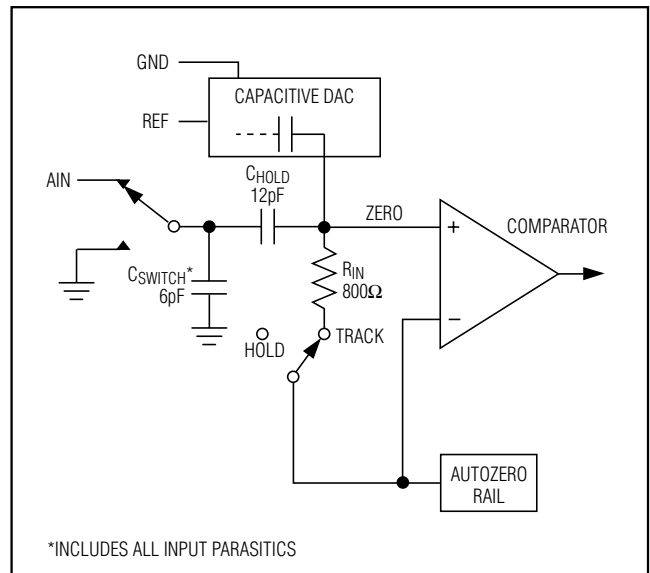 GND
CAPACITIVE DAC
REF
AIN
CHOLD
12pF
ZERO
COMPARATOR
+
RIN
800Ω
CSWITCH*
6pF
−
HOLD
TRACK
AUTOZERO
RAIL
*INCLUDES ALL INPUT PARASITICS